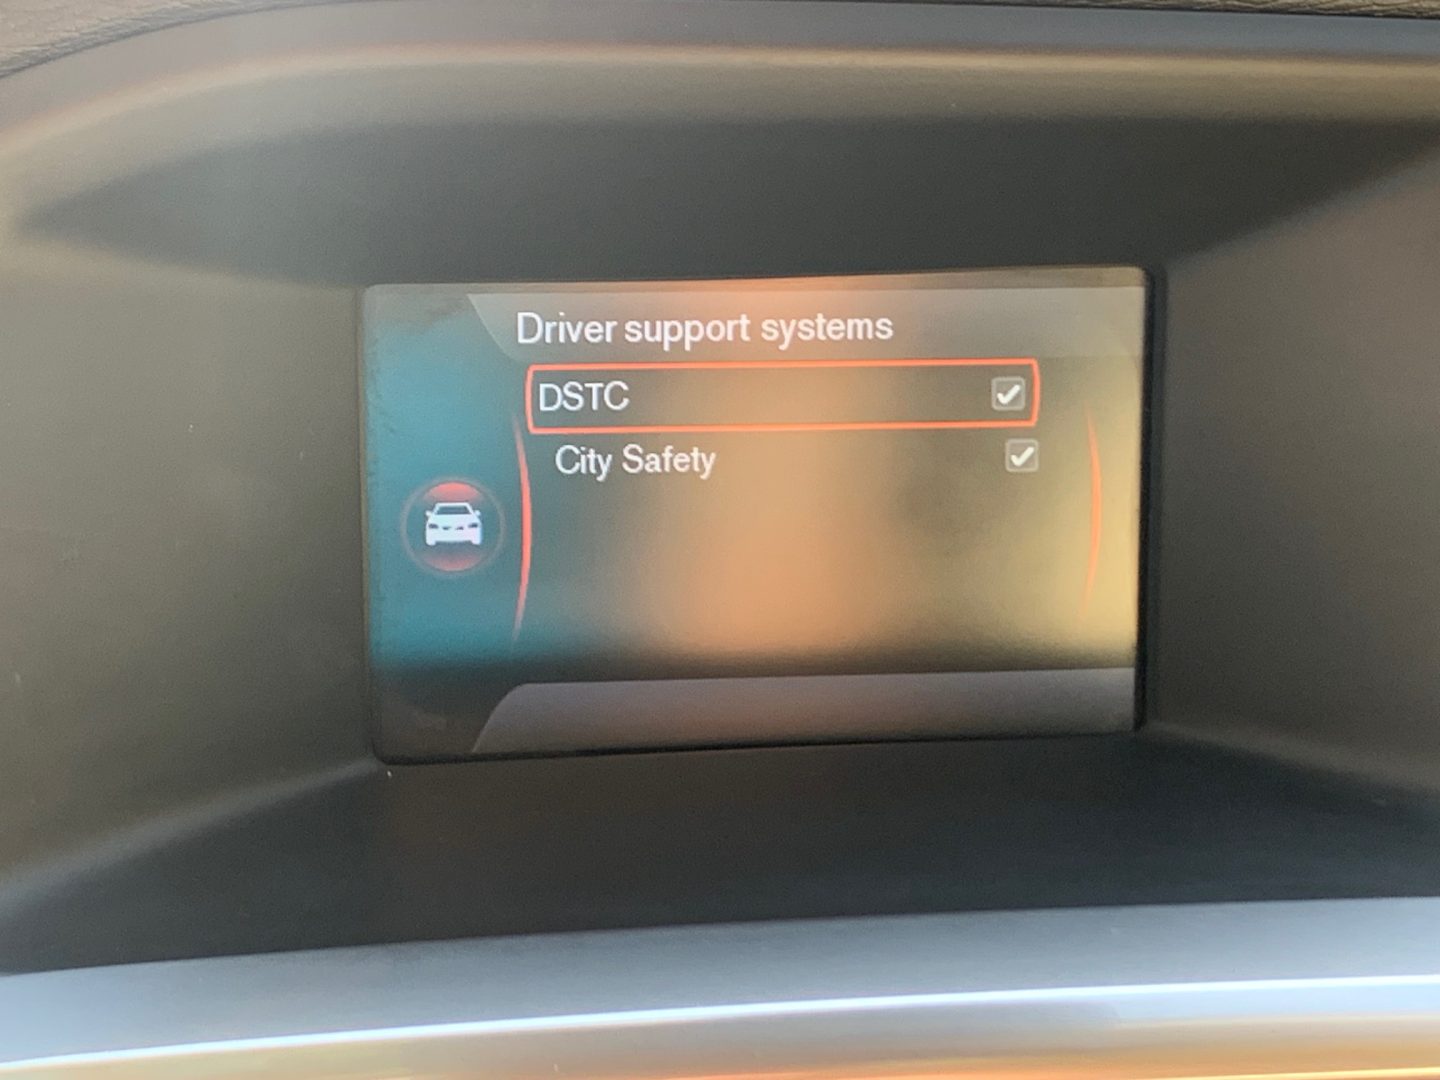 Driver support systems
DSTC
City Safety